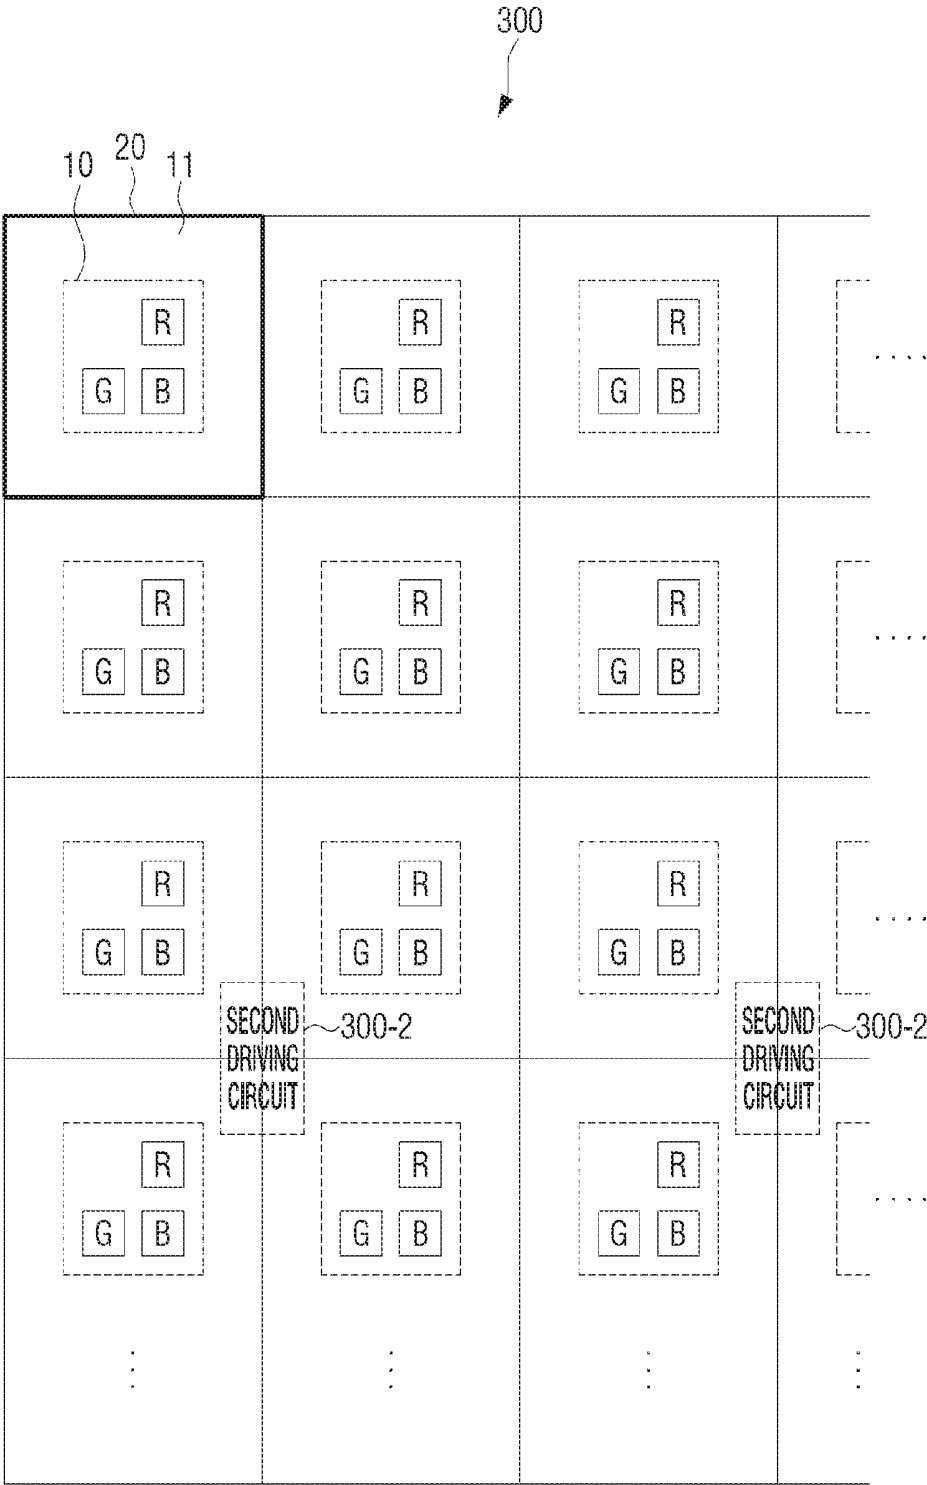 300
10 20 11
R R R
G B G B G B
....
R R R
G B G B G B
....
R R R
G B G B G B
....
SECOND DRIVING CIRCUIT
300-2
SECOND DRIVING CIRCUIT
300-2
R R R
G B G B G B
....